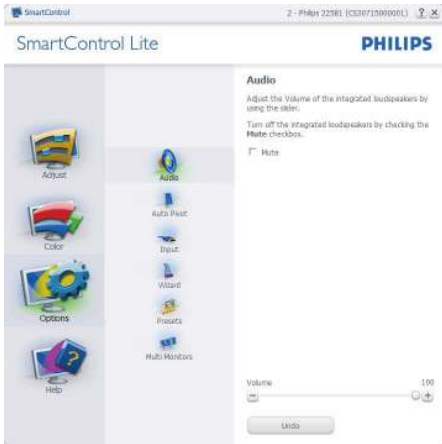 SmartControl
2 - Philips 225B1 (CS30715000001)
? X
SmartControl Lite
PHILIPS
Adjust
Color
Options
Help
Audio
Auto Pivot
Input
Wizard
Presets
Multi Monitors
Audio
Adjust the Volume of the integrated loudspeakers by
using the slider.
Turn off the integrated loudspeakers by checking the
Mute checkbox.
Mute
Volume
100
Undo